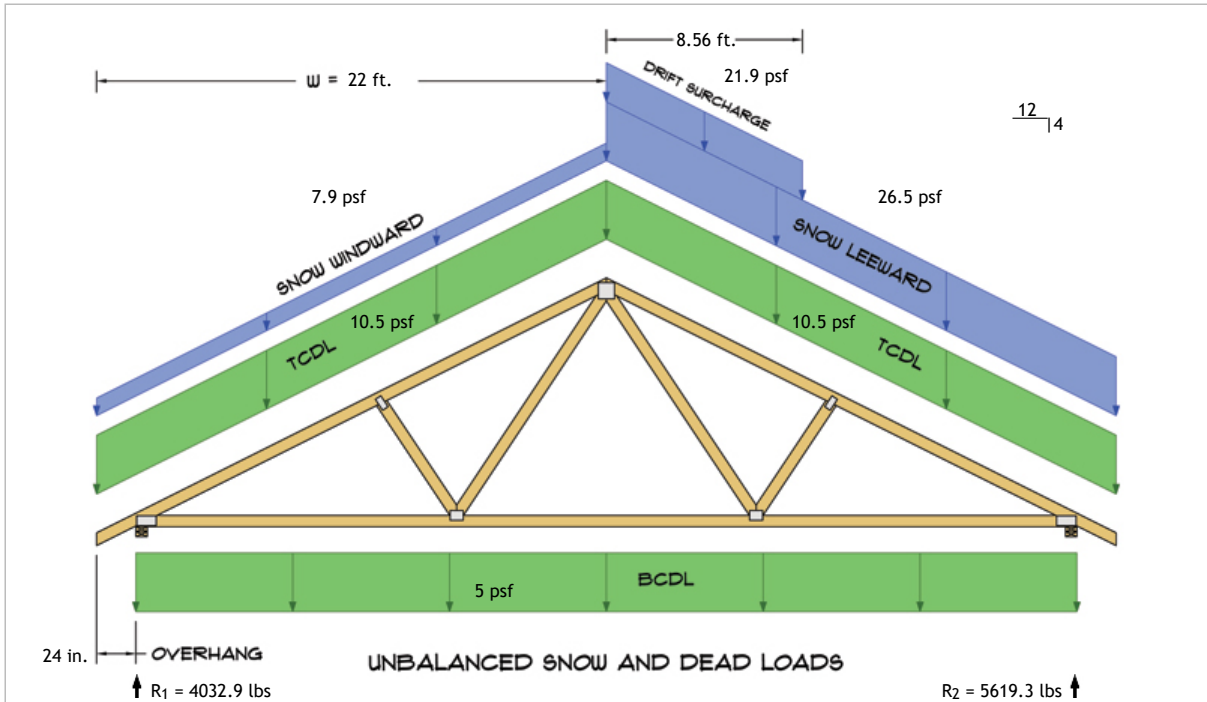 8.56 ft.
W = 22 ft.
DRIFT SURCHARGE
21.9 psf
12
4
7.9 psf
26.5 psf
SNOW WINDWARD
SNOW LEEWARD
10.5 psf
10.5 psf
TCDL
TCDL
5 psf
BCDL
24 in.
OVERHANG
UNBALANCED SNOW AND DEAD LOADS
R1 = 4032.9 lbs
R2 = 5619.3 lbs